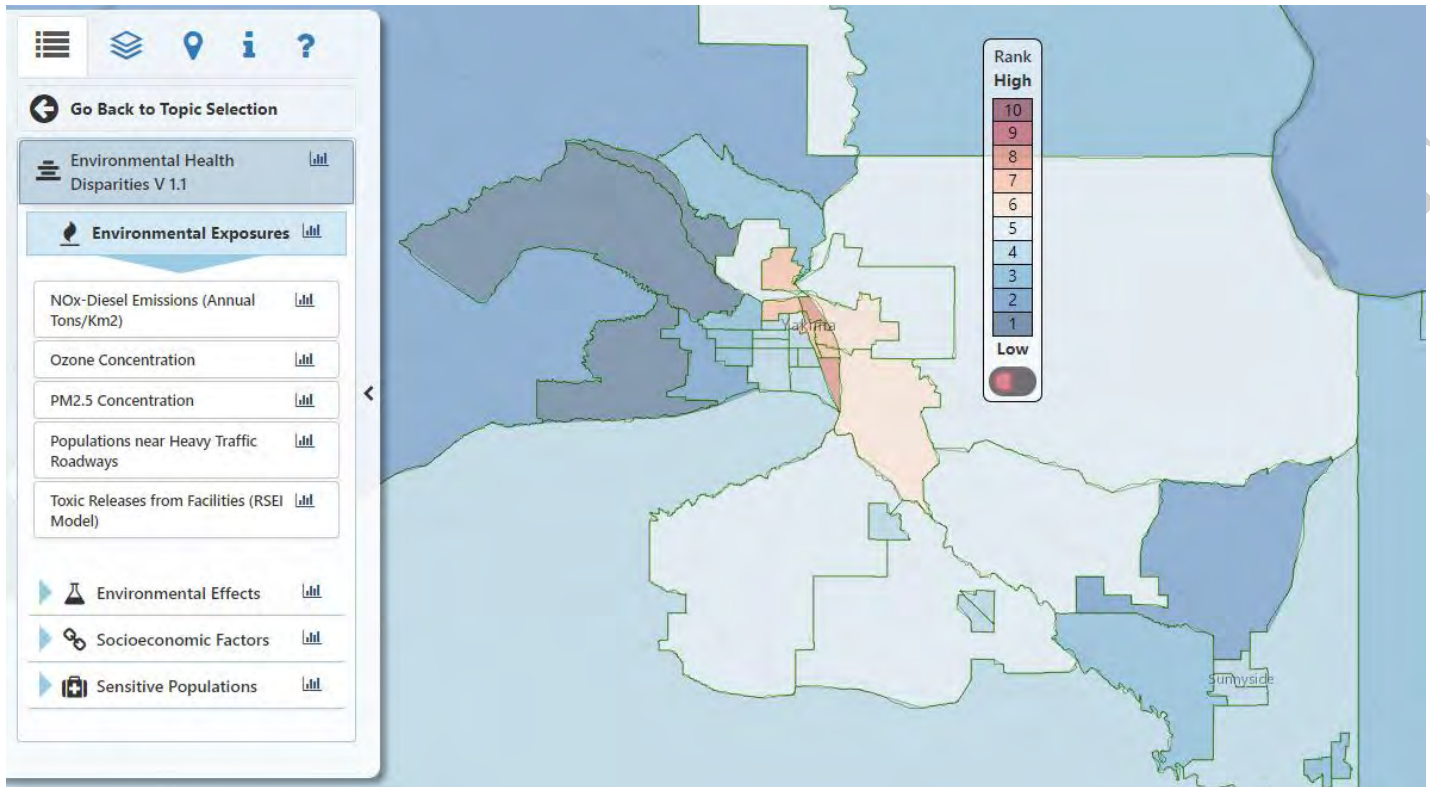 Go Back to Topic Selection
Environmental Health
Disparities V 1.1
Environmental Exposures
NOx-Diesel Emissions (Annual
Tons/Km2)
Ozone Concentration
PM2.5 Concentration
Populations near Heavy Traffic
Roadways
Toxic Releases from Facilities (RSEI
Model)
Environmental Effects
Socioeconomic Factors
Sensitive Populations
Yakima
Sunnyside
Rank
High
10
9
8
7
6
5
4
3
2
1
Low